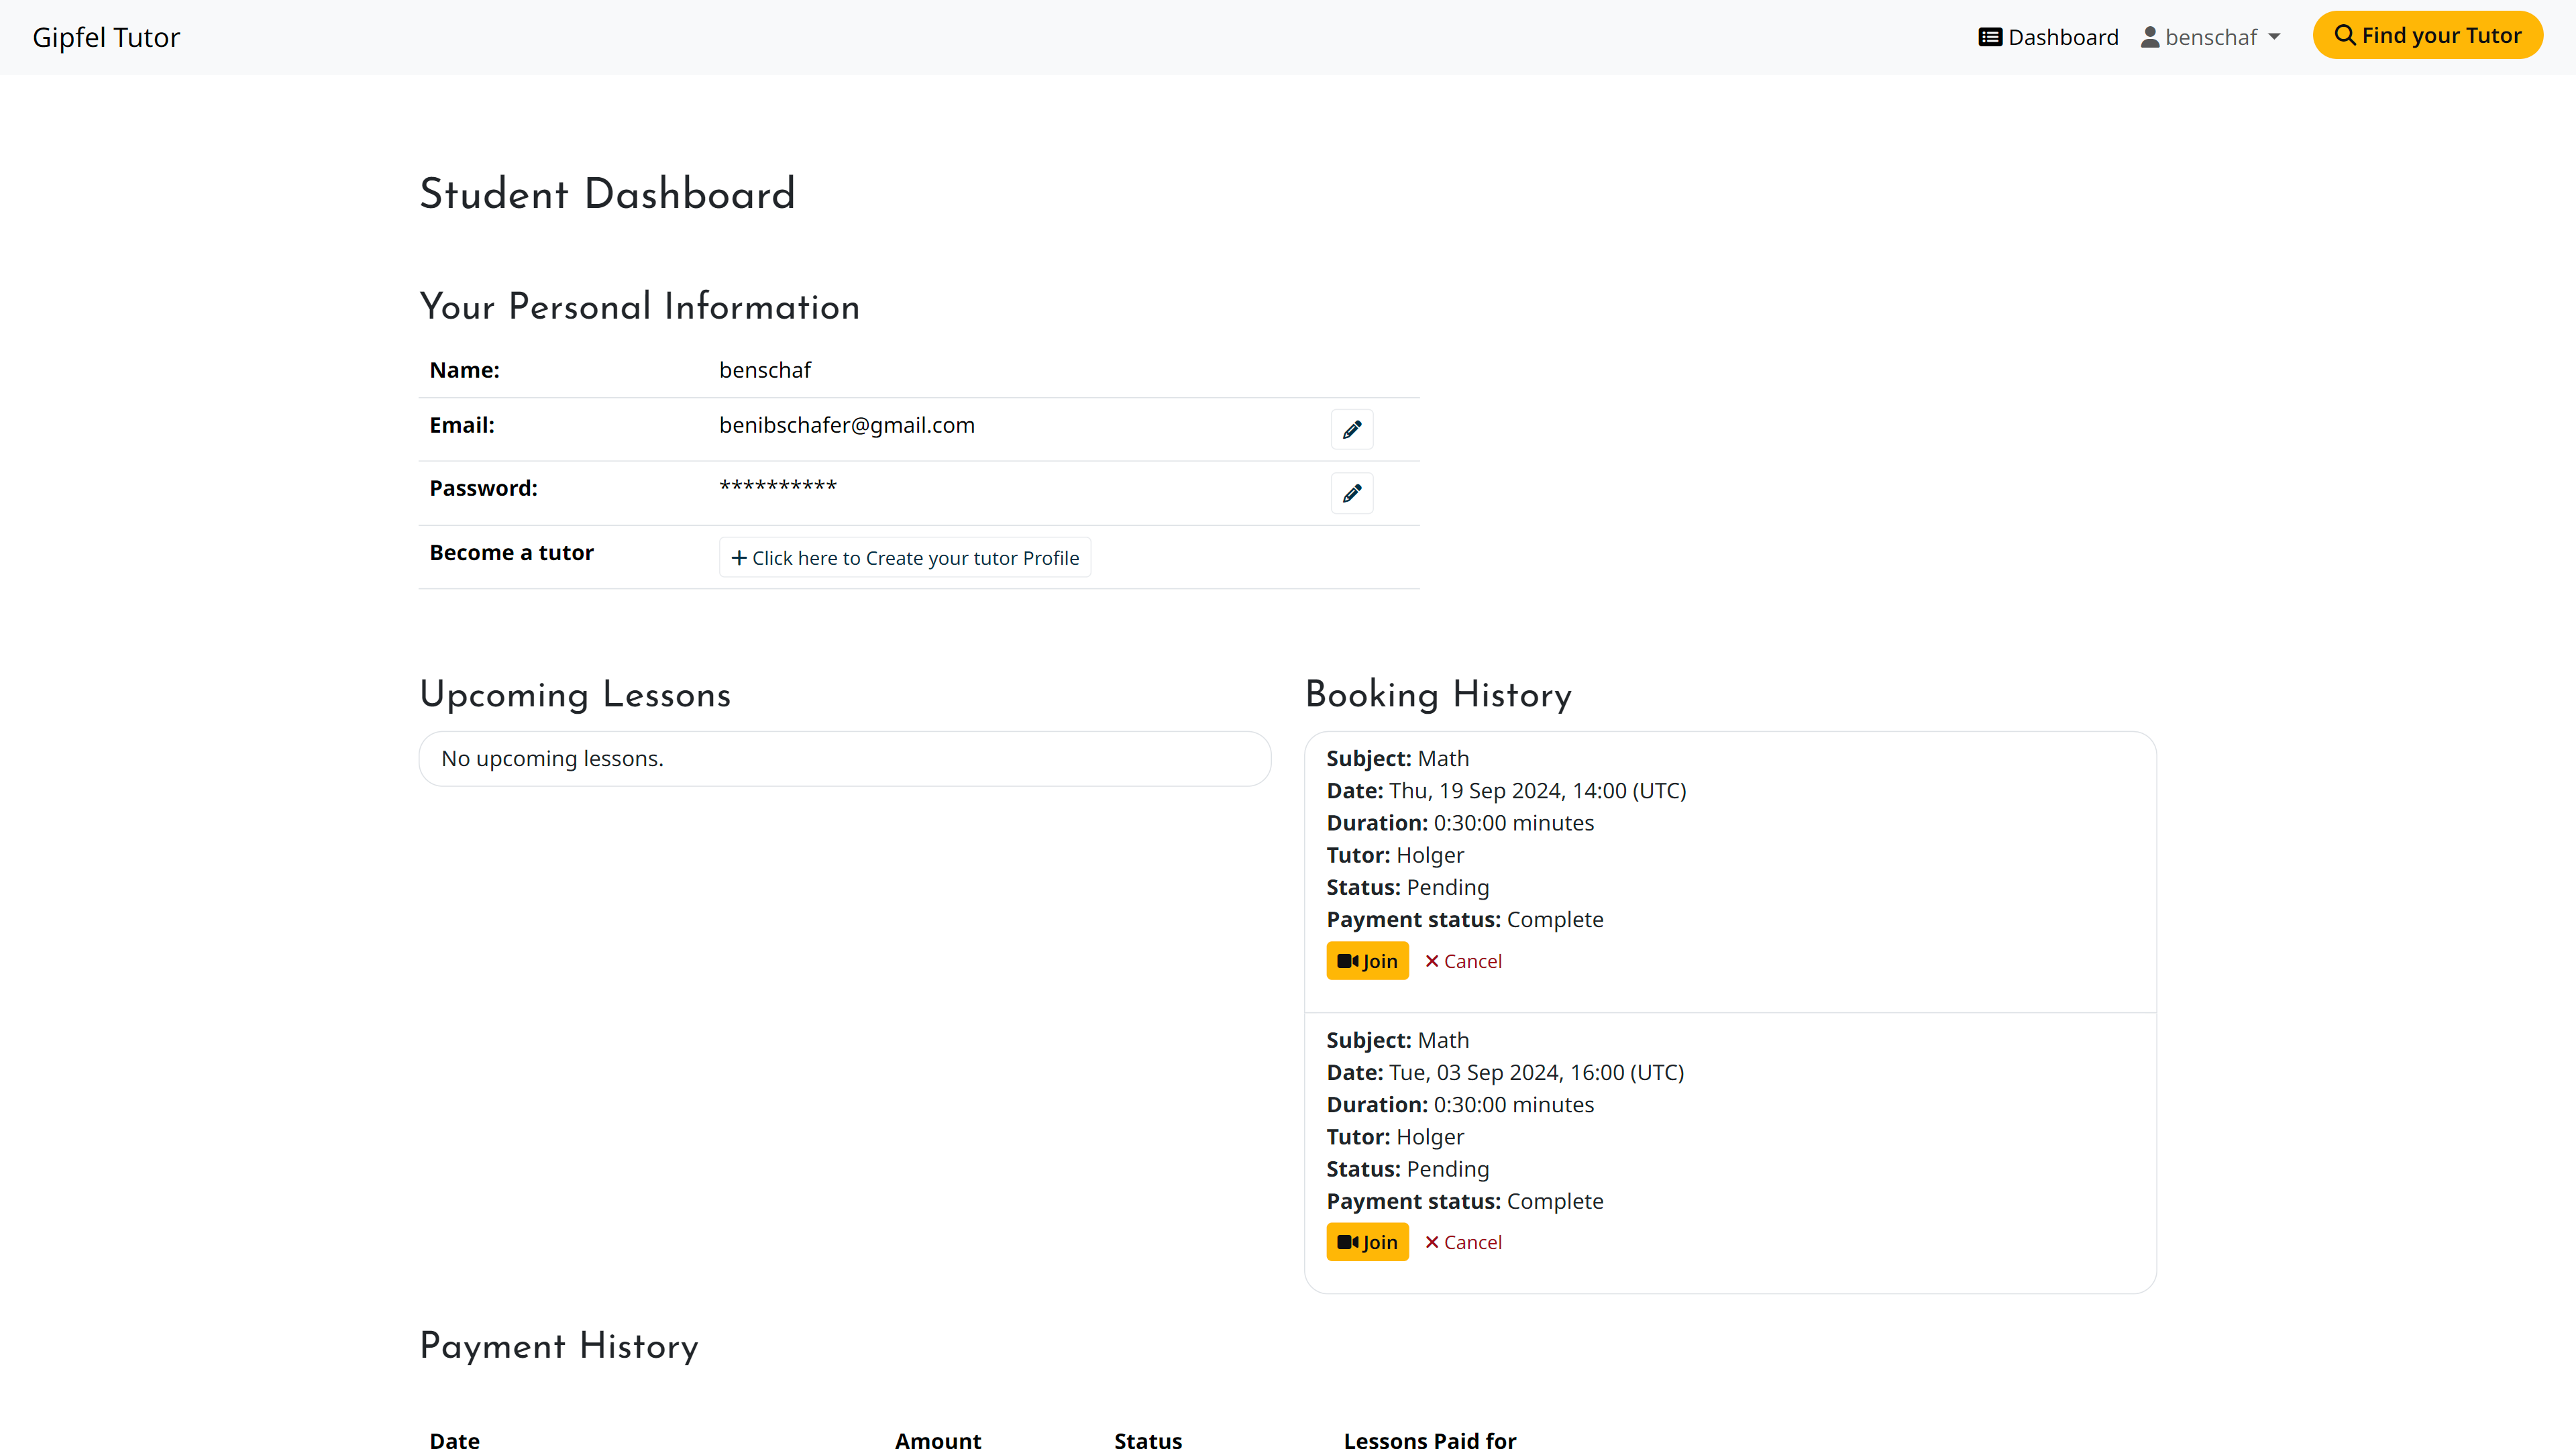 Gipfel Tutor
Dashboard
benschaf
Find your Tutor
Student Dashboard
Your Personal Information
Name: benschaf
Email: benibschafer@gmail.com
Password: **********
Become a tutor + Click here to Create your tutor Profile
Upcoming Lessons
No upcoming lessons.
Booking History
Subject: Math
Date: Thu, 19 Sep 2024, 14:00 (UTC)
Duration: 0:30:00 minutes
Tutor: Holger
Status: Pending
Payment status: Complete
Join × Cancel
Subject: Math
Date: Tue, 03 Sep 2024, 16:00 (UTC)
Duration: 0:30:00 minutes
Tutor: Holger
Status: Pending
Payment status: Complete
Join × Cancel
Payment History
Date Amount Status Lessons Paid for